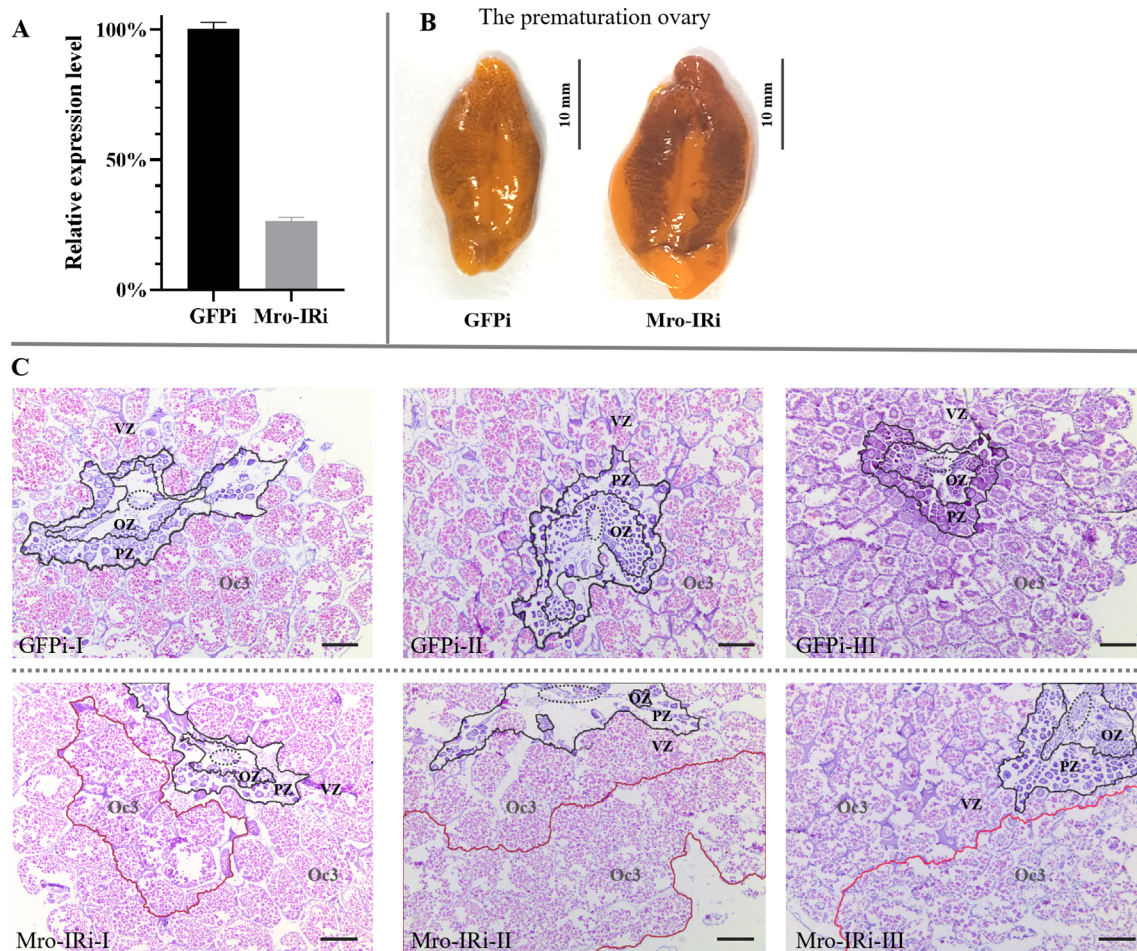 A
Relative expression level
100%
50%
0%
GFPi
Mro-IRi
B
The prematuration ovary
10 mm
10 mm
GFPi
Mro-IRi
C
VZ
OZ
PZ
Oc3
GFPi-I
VZ
PZ
OZ
Oc3
GFPi-II
VZ
OZ
PZ
Oc3
GFPi-III
OZ
PZ
VZ
Oc3
Oc3
Mro-IRi-I
OZ
PZ
VZ
Oc3
Oc3
Mro-IRi-II
OZ
PZ
VZ
Oc3
Oc3
Mro-IRi-III